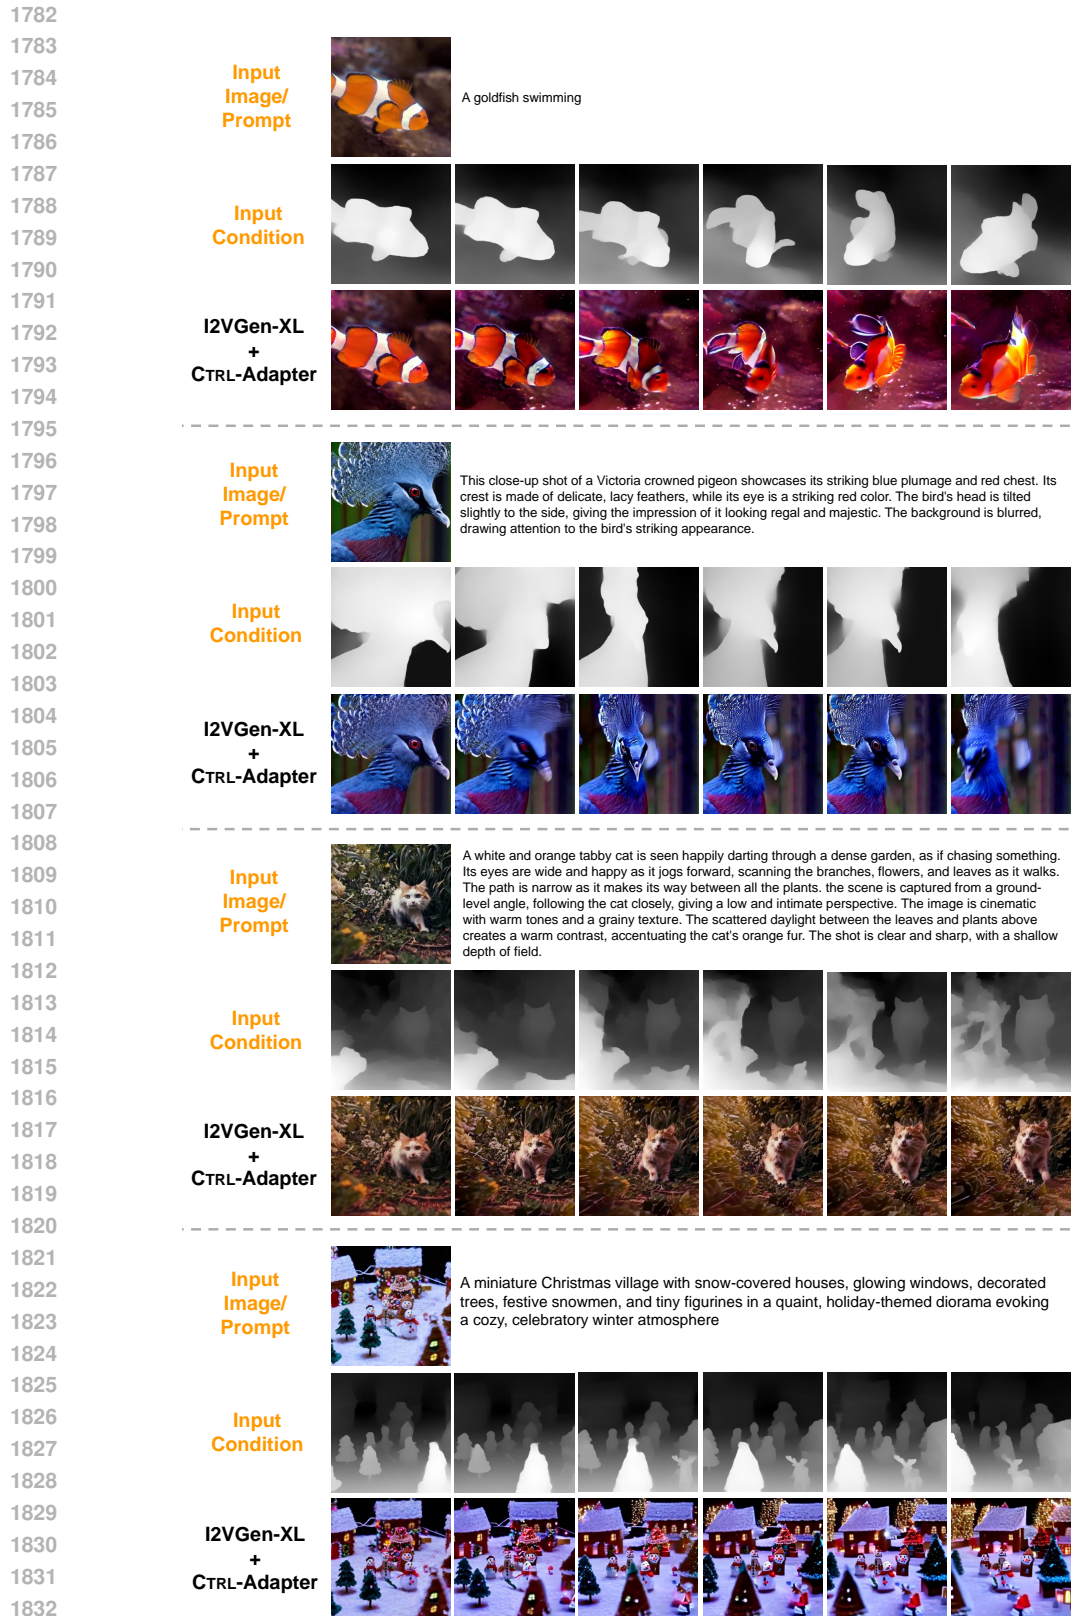 1782
1783
1784
1785
1786
1787
1788
1789
1790
1791
1792
1793
1794
1795
1796
1797
1798
1799
1800
1801
1802
1803
1804
1805
1806
1807
1808
1809
1810
1811
1812
1813
1814
1815
1816
1817
1818
1819
1820
1821
1822
1823
1824
1825
1826
1827
1828
1829
1830
1831
1832
Input
Image/
Prompt
A goldfish swimming
Input
Condition
I2VGen-XL
+
CTRL-Adapter
Input
Image/
Prompt
This close-up shot of a Victoria crowned pigeon showcases its striking blue plumage and red chest. Its
crest is made of delicate, lacy feathers, while its eye is a striking red color. The bird's head is tilted
slightly to the side, giving the impression of it looking regal and majestic. The background is blurred,
drawing attention to the bird's striking appearance.
Input
Condition
I2VGen-XL
+
CTRL-Adapter
Input
Image/
Prompt
A white and orange tabby cat is seen happily darting through a dense garden, as if chasing something.
Its eyes are wide and happy as it jogs forward, scanning the branches, flowers, and leaves as it walks.
The path is narrow as it makes its way between all the plants. the scene is captured from a ground-
level angle, following the cat closely, giving a low and intimate perspective. The image is cinematic
with warm tones and a grainy texture. The scattered daylight between the leaves and plants above
creates a warm contrast, accentuating the cat's orange fur. The shot is clear and sharp, with a shallow
depth of field.
Input
Condition
I2VGen-XL
+
CTRL-Adapter
Input
Image/
Prompt
A miniature Christmas village with snow-covered houses, glowing windows, decorated
trees, festive snowmen, and tiny figurines in a quaint, holiday-themed diorama evoking
a cozy, celebratory winter atmosphere
Input
Condition
I2VGen-XL
+
CTRL-Adapter